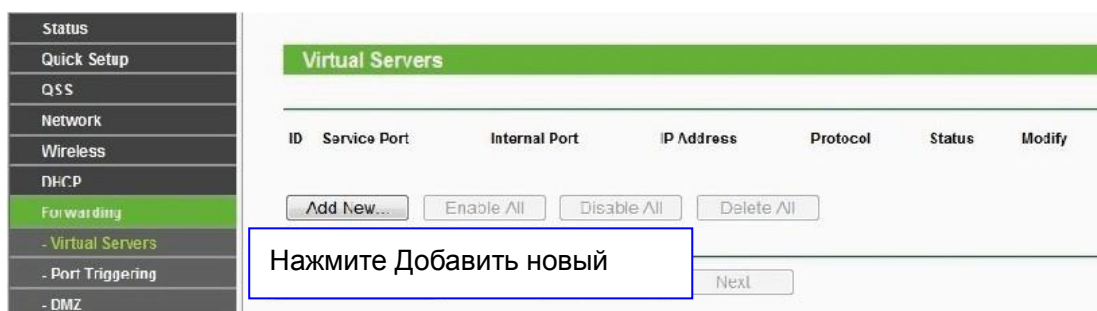 Status
Quick Setup
QSS
Network
Wireless
DHCP
Forwarding
- Virtual Servers
- Port Triggering
- DMZ
Virtual Servers
ID Service Port Internal Port IP Address Protocol Status Modify
Add New... Enable All Disable All Delete All
Нажмите Добавить новый
Next